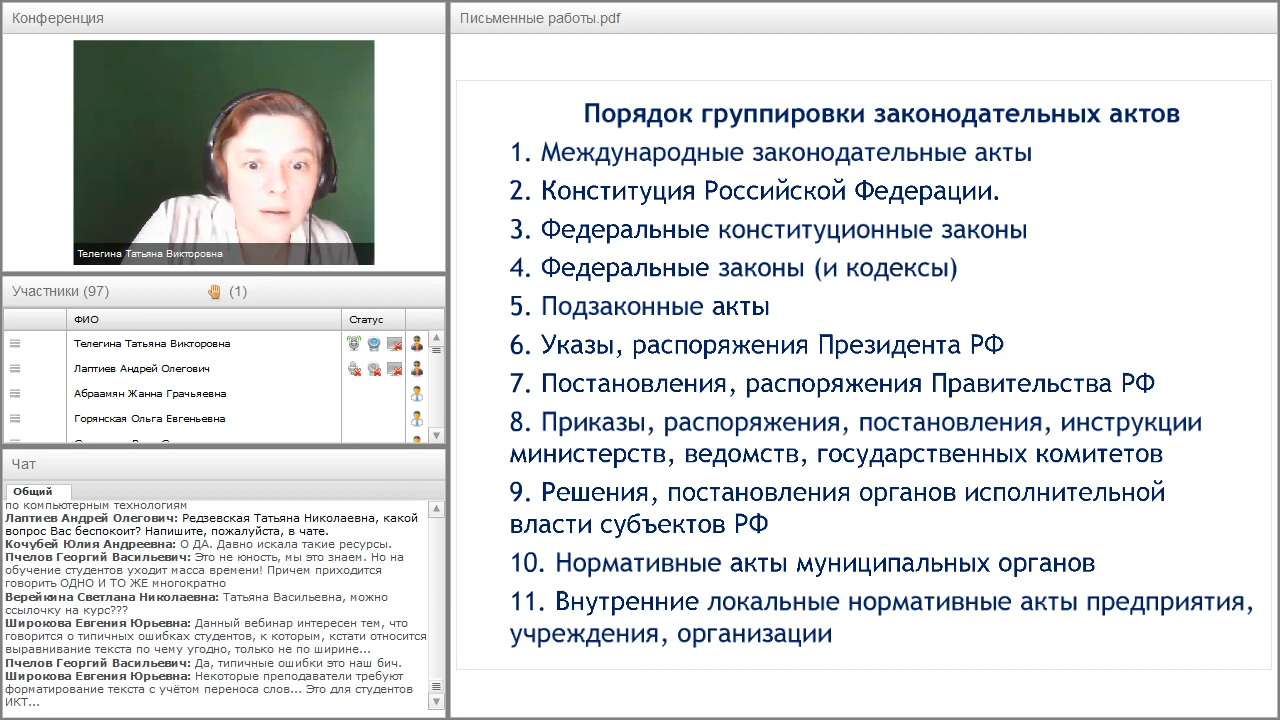 Конференция
Телегина Татьяна Викторовна
Участники (97)
(1)
ФИО
Статус
Телегина Татьяна Викторовна
Лаптиев Андрей Олегович
Абраамян Жанна Грачьяевна
Горянская Ольга Евгеньевна
Чат
Общий
по компьютерным технологиям
Лаптиев Андрей Олегович: Редзевская Татьяна Николаевна, какой
вопрос Вас беспокоит? Напишите, пожалуйста, в чате.
Кочубей Юлия Андреевна: О ДА. Давно искала такие ресурсы.
Пчелов Георгий Васильевич: Это не юность, мы это знаем. Но на
обучение студентов уходит масса времени! Причем приходится
говорить ОДНО И ТО ЖЕ многократно
Верейкина Светлана Николаевна: Татьяна Васильевна, можно
ссылочку на курс???
Широкова Евгения Юрьевна: Данный вебинар интересен тем, что
говорится о типичных ошибках студентов, к которым, кстати относится
выравнивание текста по чему угодно, только не по ширине...
Пчелов Георгий Васильевич: Да, типичные ошибки это наш бич.
Широкова Евгения Юрьевна: Некоторые преподаватели требуют
форматирование текста с учётом переноса слов... Это для студентов
ИКТ...
Письменные работы.pdf
Порядок группировки законодательных актов
1. Международные законодательные акты
2. Конституция Российской Федерации.
3. Федеральные конституционные законы
4. Федеральные законы (и кодексы)
5. Подзаконные акты
6. Указы, распоряжения Президента РФ
7. Постановления, распоряжения Правительства РФ
8. Приказы, распоряжения, постановления, инструкции
министерств, ведомств, государственных комитетов
9. Решения, постановления органов исполнительной
власти субъектов РФ
10. Нормативные акты муниципальных органов
11. Внутренние локальные нормативные акты предприятия,
учреждения, организации